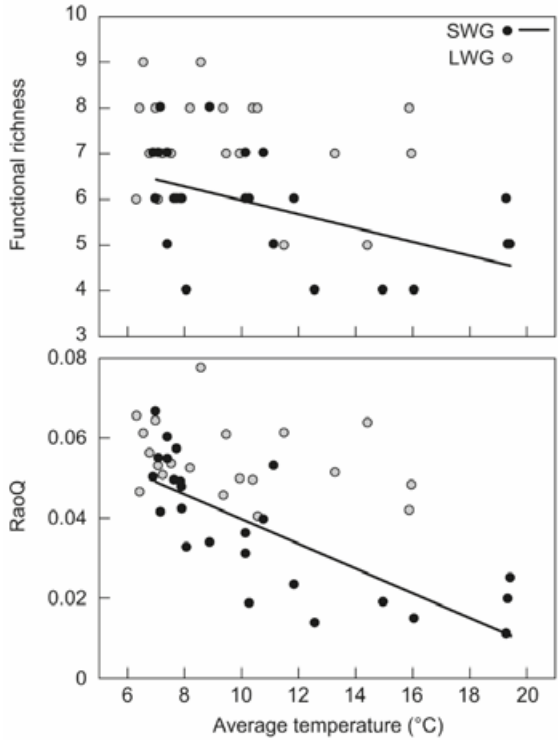 10
9
8
7
6
5
4
3
Functional richness
SWG
LWG
0.08
0.06
0.04
0.02
0
RaoQ
6 8 10 12 14 16 18 20
Average temperature (°C)